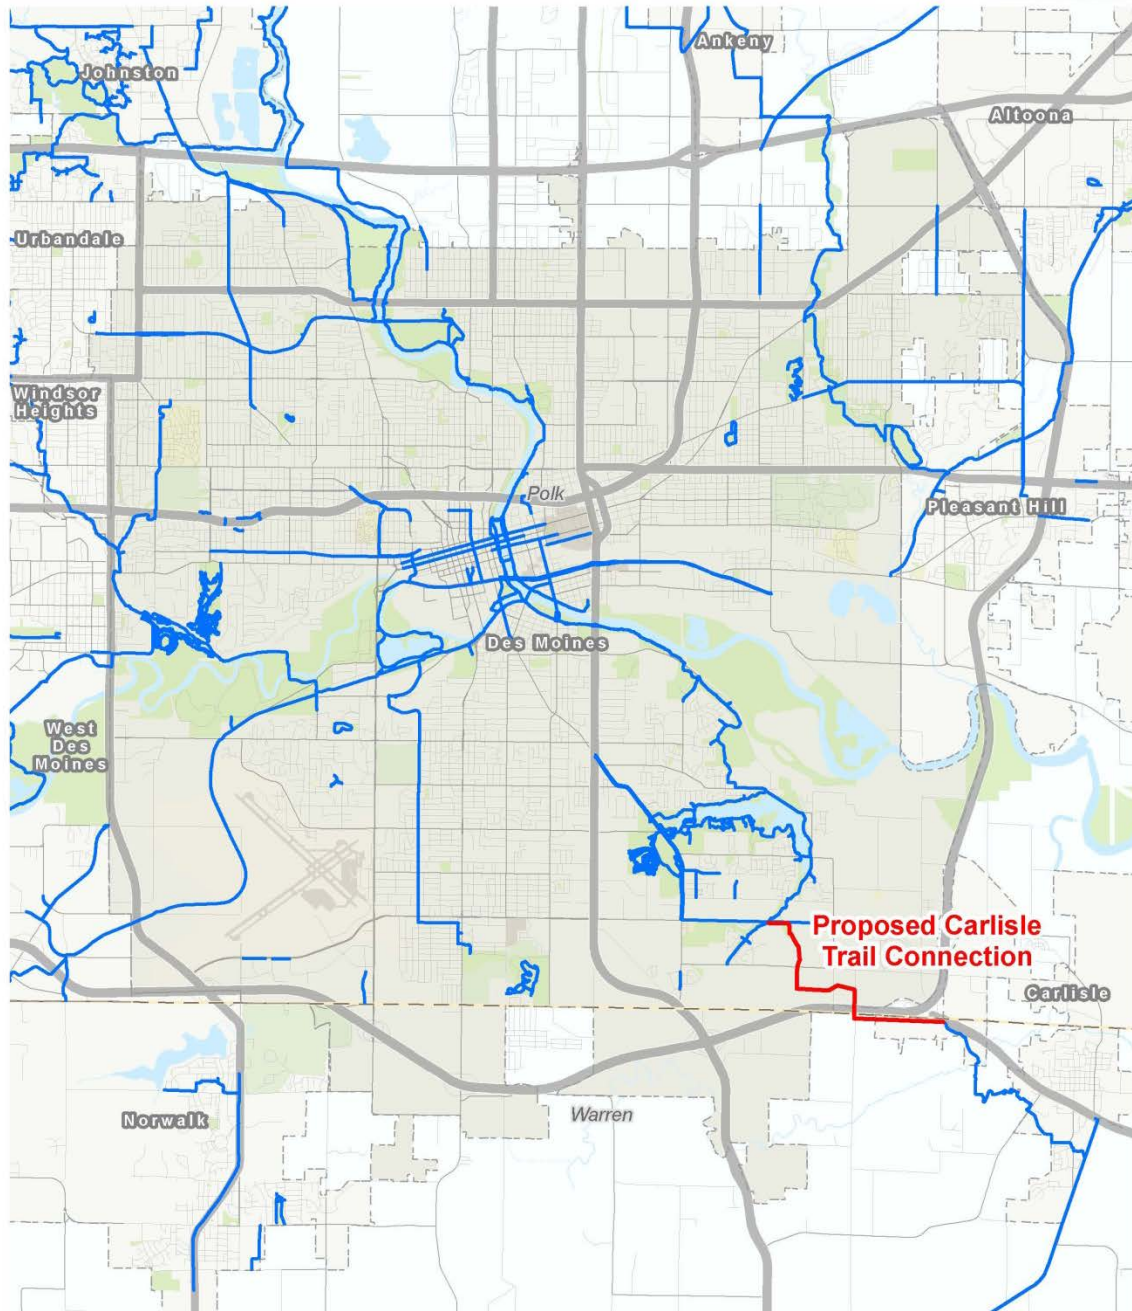 Ankeny
Johnston
Altoona
Urbandale
Windsor
Heights
Polk
Pleasant Hill
Des Moines
West
Des
Moines
Proposed Carlisle
Trail Connection
Carlisle
Warren
Norwalk